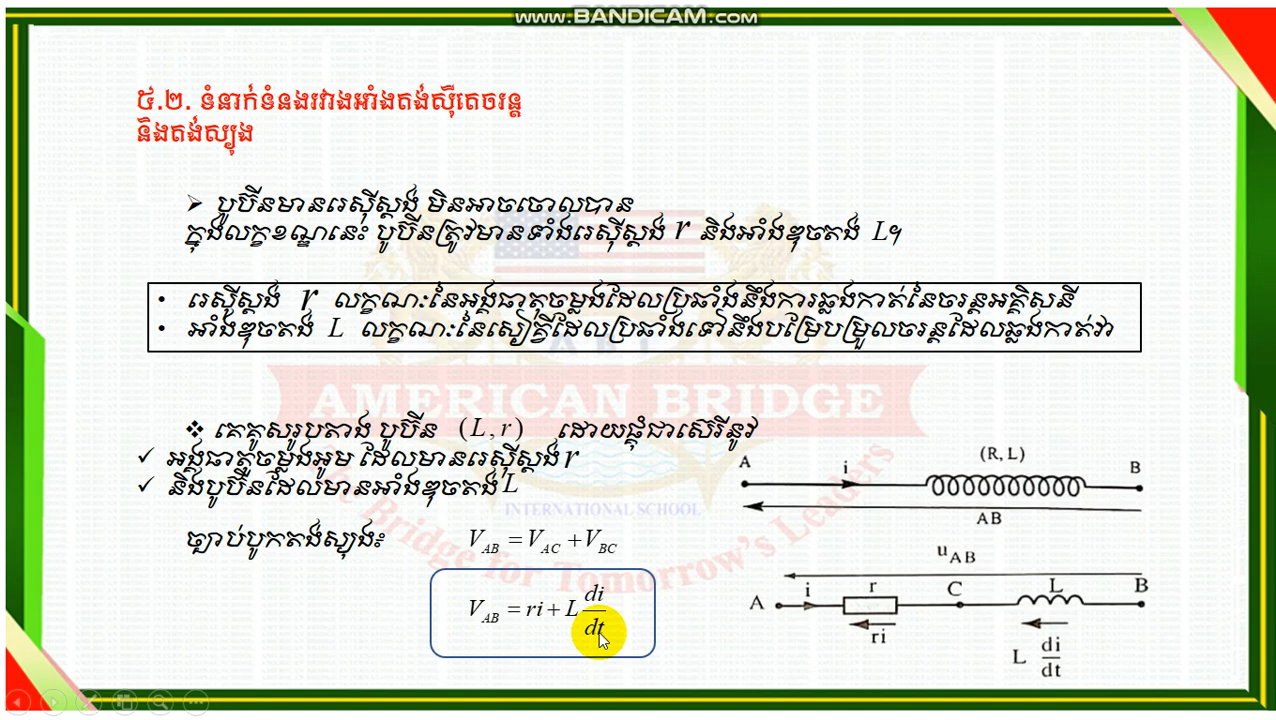 www.BANDICAM.com
៥.២. ទំនាក់ទំនងរវាងអាំងតង់ស៊ីតេចរន្ត
និងតង់ស្យុង
➢ បូប៊ីនមានរេស៊ីស្តង់ មិនអាចចោលបាន
ក្នុងលក្ខខណ្ឌនេះ បូប៊ីនត្រូវមានទាំងរេស៊ីស្តង់ r និងអាំងឌុចតង់ L។
• រេស៊ីស្តង់ r លក្ខណៈនៃអង្គធាតុចម្លងដែលប្រឆាំងនឹងការឆ្លងកាត់នៃចរន្តអគ្គិសនី
• អាំងឌុចតង់ L លក្ខណៈនៃសៀគ្វីដែលប្រឆាំងទៅនឹងបម្រែបម្រួលចរន្តដែលឆ្លងកាត់វា
AMERICAN BRIDGE
❖ គេគូសរូបតាង បូប៊ីន (L, r) ដោយផ្គុំជាស៊េរីនូវ
✓ អង្គធាតុចម្លងអូម ដែលមានរេស៊ីស្តង់ r
✓ និងបូប៊ីនដែលមានអាំងឌុចតង់ L
INTERNATIONAL SCHOOL
to Bridge for Tomorrow's Leaders
ច្បាប់បូកតង់ស្យុង៖ V_AB = V_AC + V_BC
V_AB = ri + L di/dt
(R, L)
A i B
AB
u_AB
A i r C L B
ri
L di/dt